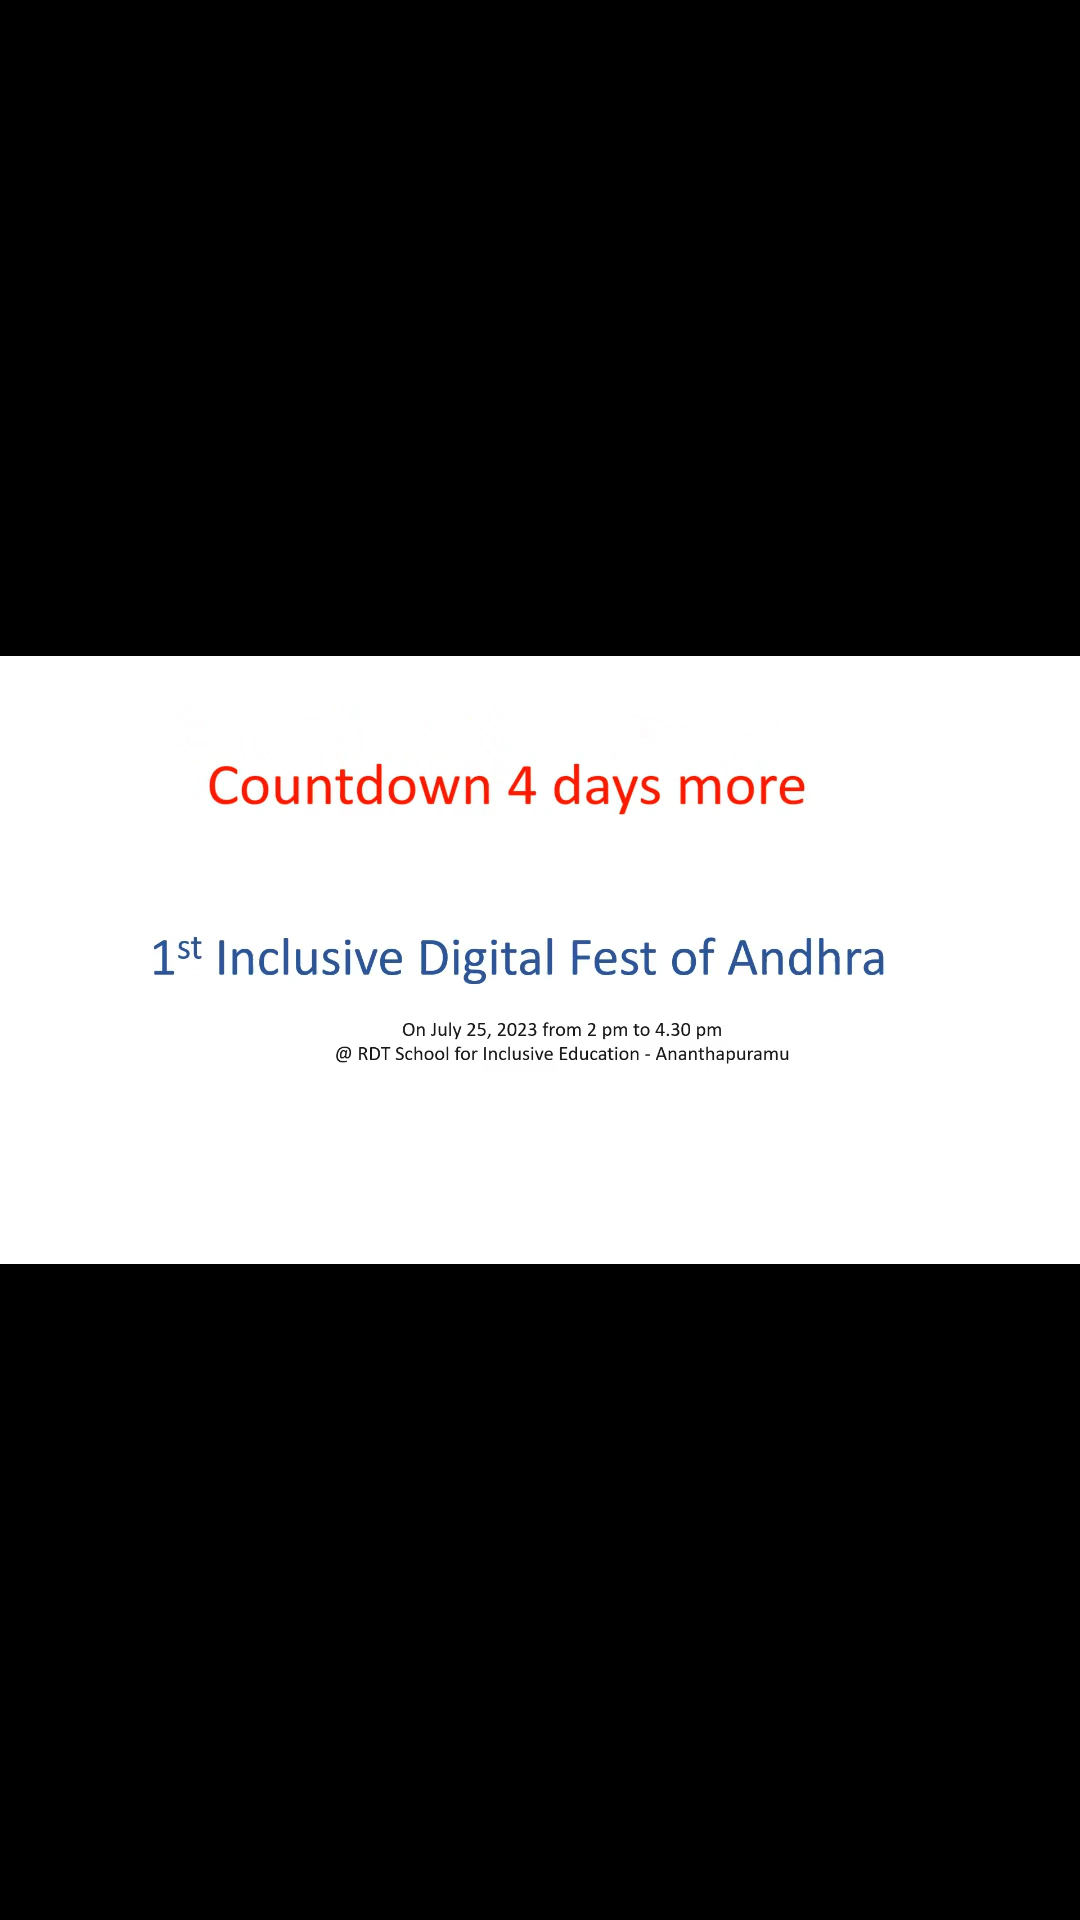 Countdown 4 days more
1st Inclusive Digital Fest of Andhra
On July 25, 2023 from 2 pm to 4.30 pm
@ RDT School for Inclusive Education - Ananthapuramu